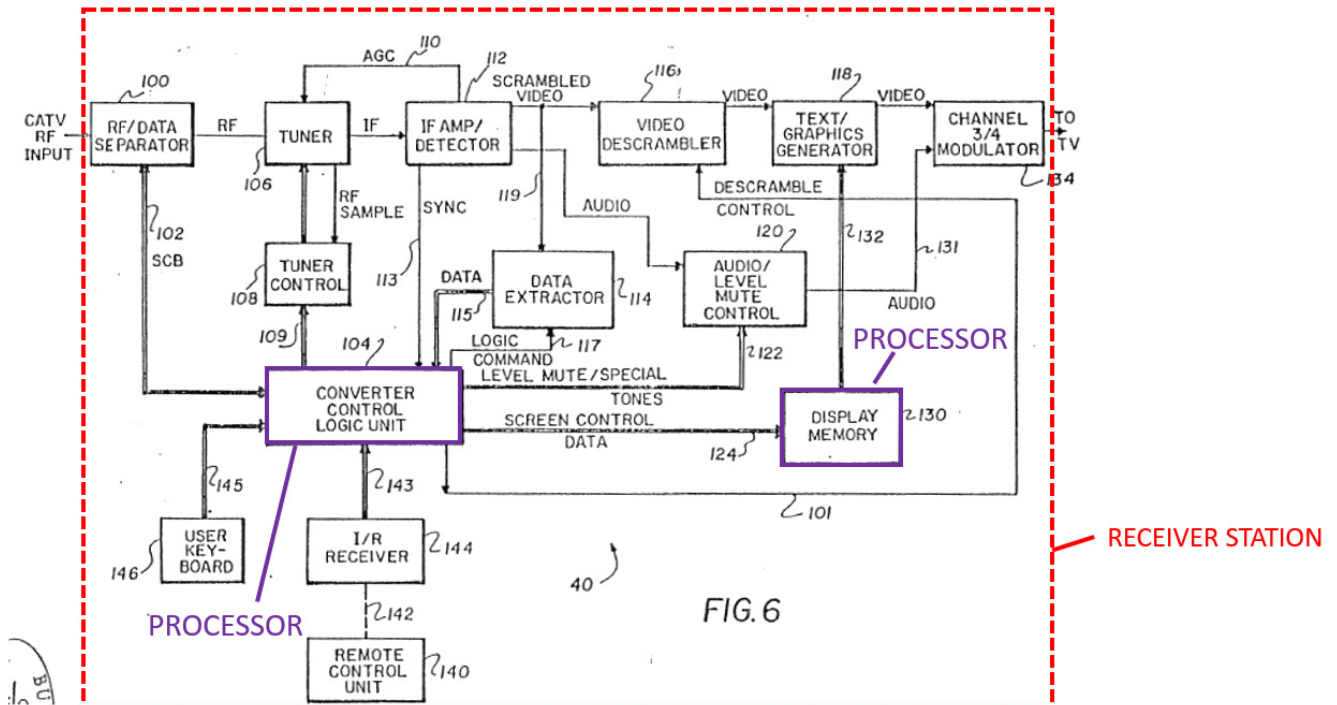 110
AGC
112
SCRAMBLED
VIDEO
116
VIDEO
118
VIDEO
100
CATV
RF
INPUT
RF/DATA
SEPARATOR
RF
TUNER
106
IF
IF AMP/
DETECTOR
VIDEO
DESCRAMBLER
TEXT/
GRAPHICS
GENERATOR
CHANNEL
3/4
MODULATOR
134
TO
TV
102
SCB
RF
SAMPLE
SYNC
113
119
AUDIO
DESCRAMBLE
CONTROL
120
132
131
AUDIO
108
TUNER
CONTROL
109
DATA
115
DATA
EXTRACTOR
114
AUDIO/
LEVEL
MUTE
CONTROL
122
PROCESSOR
104
LOGIC
COMMAND
117
LEVEL MUTE/SPECIAL
TONES
CONVERTER
CONTROL
LOGIC UNIT
SCREEN CONTROL
DATA
124
DISPLAY
MEMORY
130
145
143
101
146
USER
KEY-
BOARD
I/R
RECEIVER
144
RECEIVER STATION
40
PROCESSOR
142
FIG. 6
REMOTE
CONTROL
UNIT
140
BU